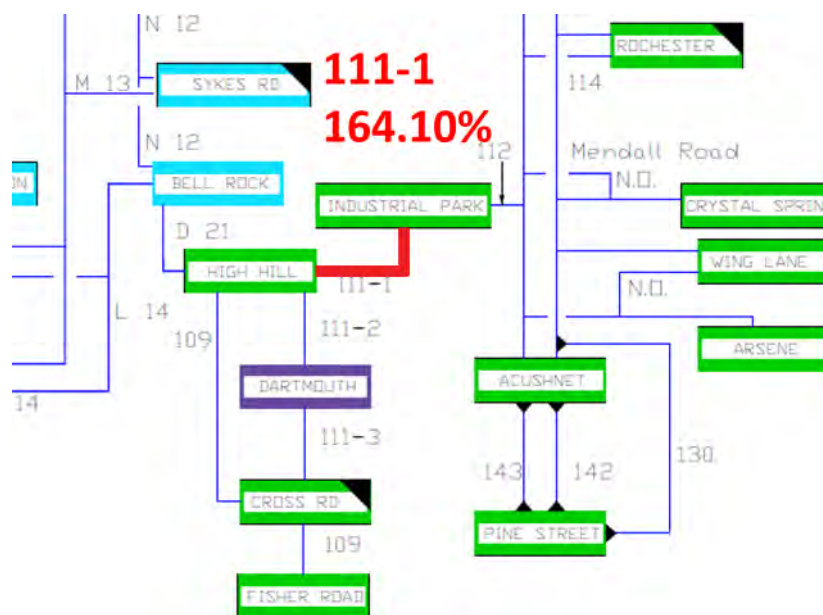 N 12
SYKES RD
M 13
111-1
164.10%
ROCHESTER
114
N 12
112
Mendall Road
N.O.
ON
BELL ROCK
INDUSTRIAL PARK
CRYSTAL SPRIN
D 21
HIGH HILL
111-1
WING LANE
N.O.
L 14
109
111-2
ARSENE
14
DARTMOUTH
ACUSHNET
111-3
143
142
130.
CROSS RD
109
PINE STREET
FISHER ROAD